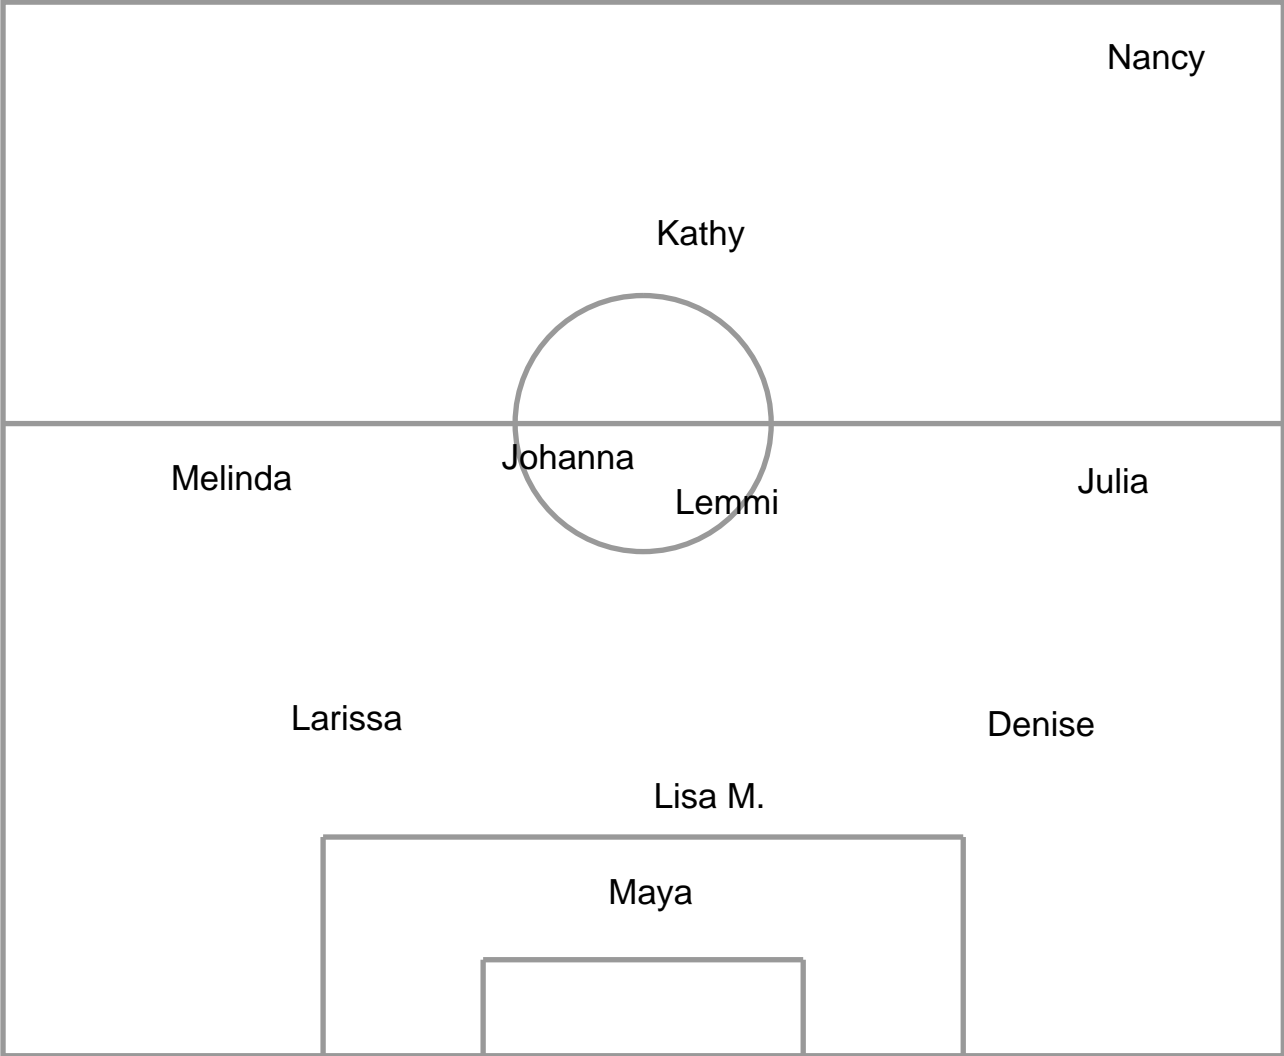 Nancy
Kathy
Johanna
Melinda
Julia
Lemmi
Larissa
Denise
Lisa M.
Maya